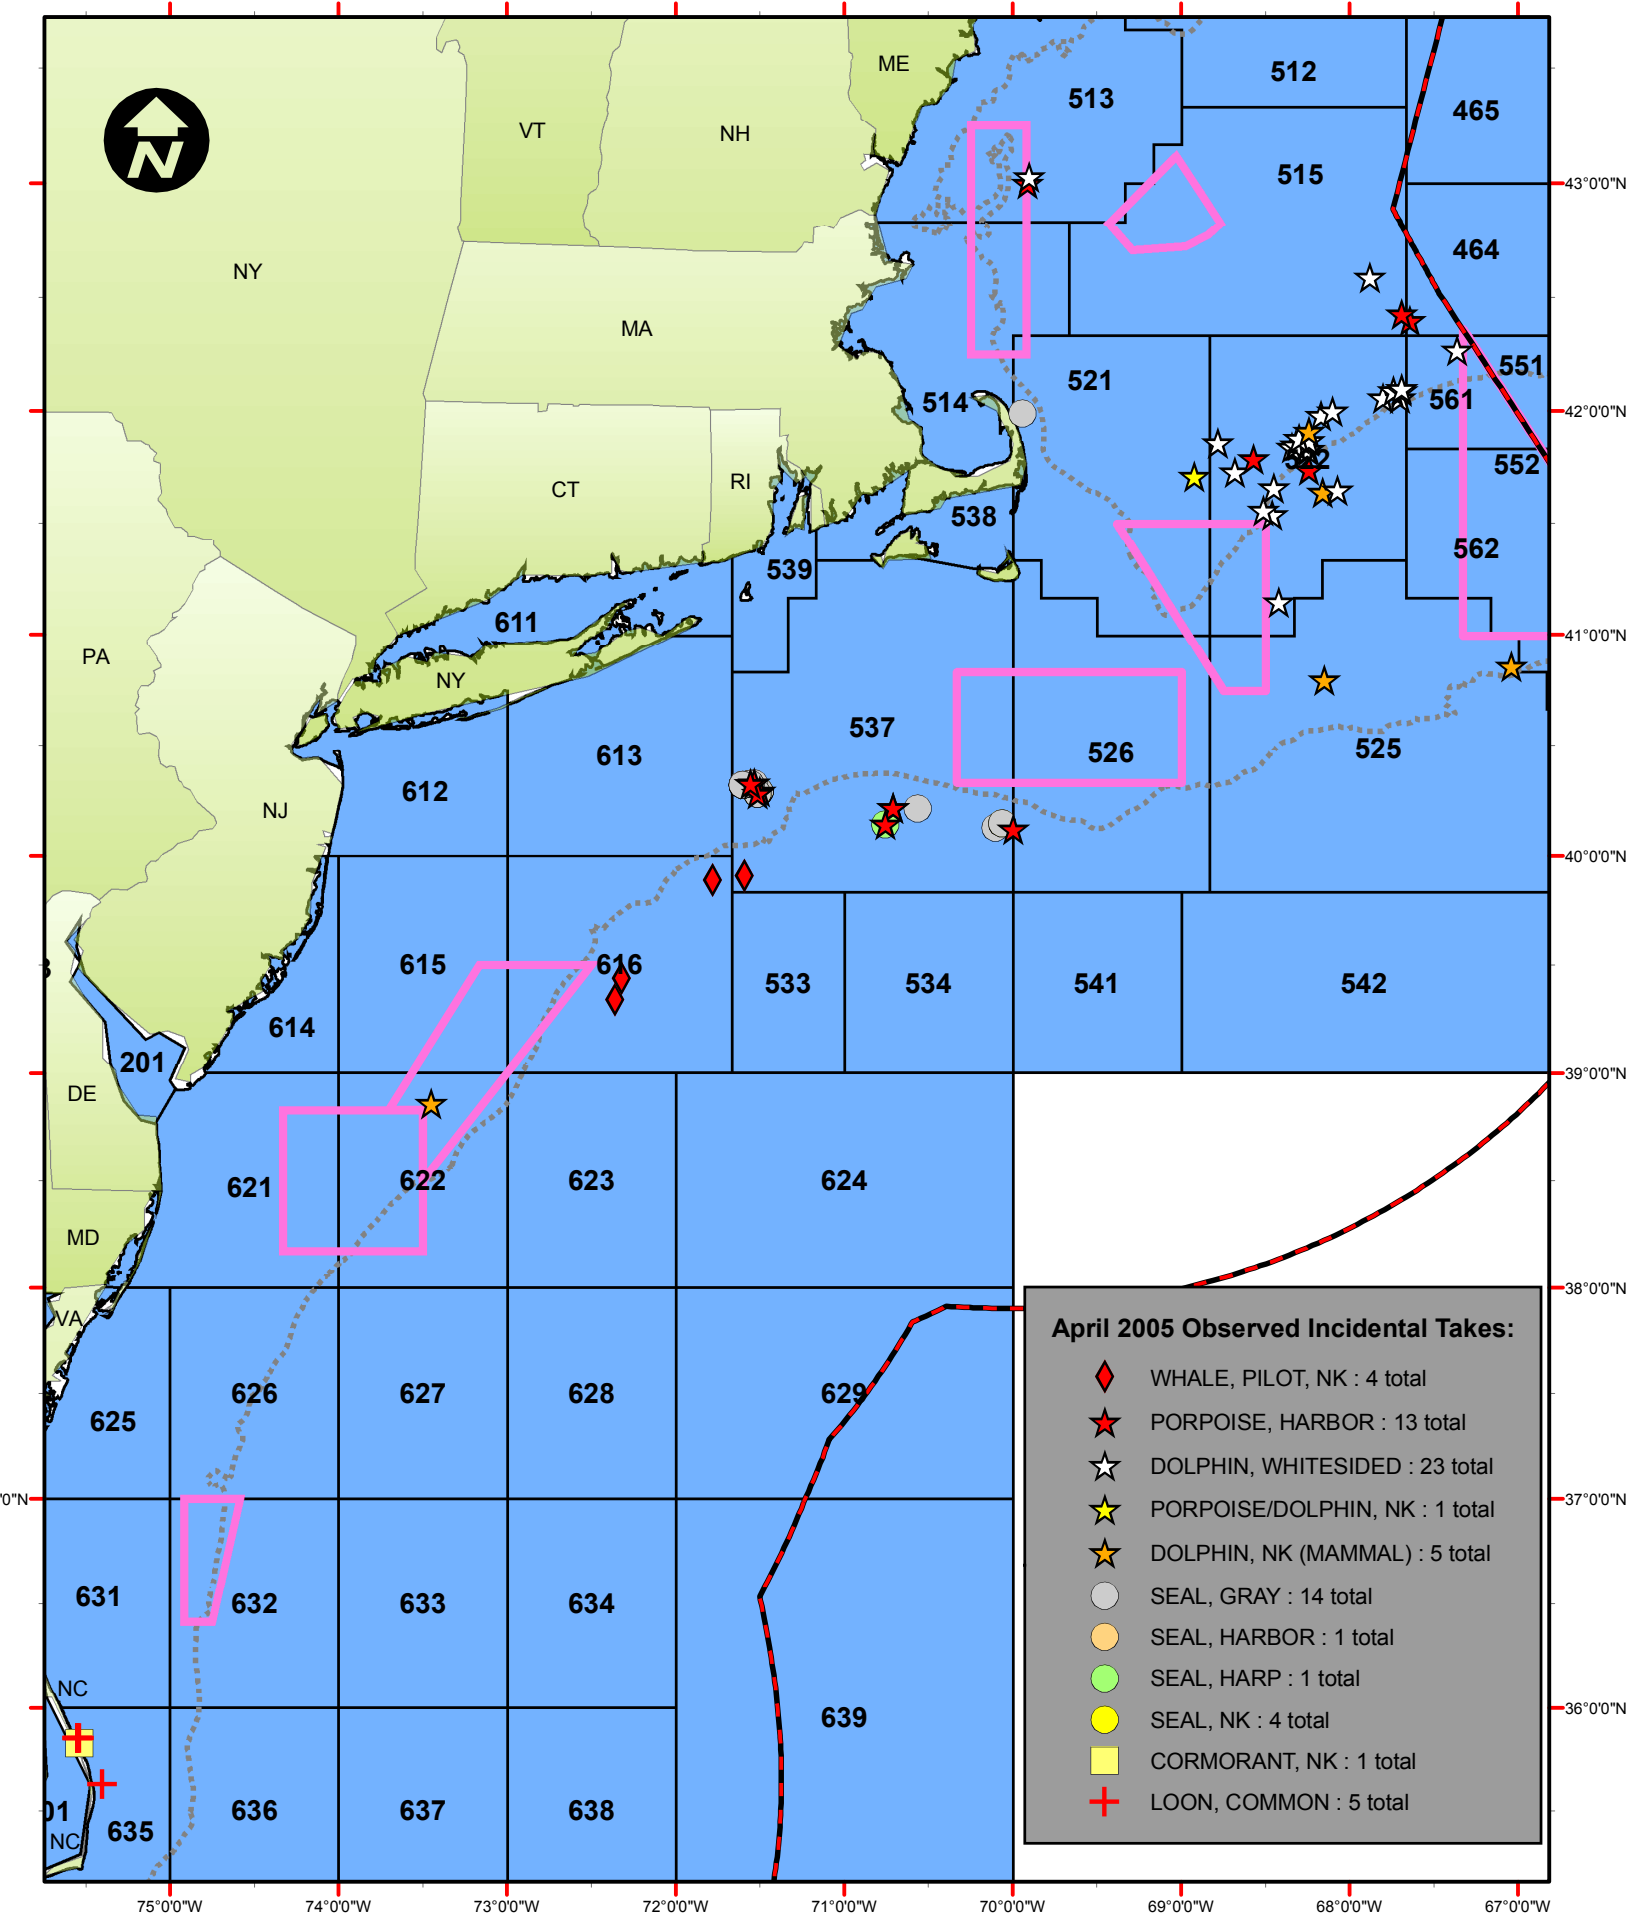 ME
512
513
465
VT
NH
515
43°0'0"N
N
464
NY
MA
551
521
514
561
42°0'0"N
552
RI
CT
538
562
539
611
41°0'0"N
PA
NY
537
613
526
525
612
NJ
40°0'0"N
615
616
533
534
541
542
614
201
39°0'0"N
DE
622
623
624
621
MD
38°0'0"N
VA
April 2005 Observed Incidental Takes:
WHALE, PILOT, NK : 4 total
626
627
628
629
625
PORPOISE, HARBOR : 13 total
DOLPHIN, WHITESIDED : 23 total
0"N
37°0'0"N
PORPOISE/DOLPHIN, NK : 1 total
DOLPHIN, NK (MAMMAL) : 5 total
631
632
633
634
SEAL, GRAY : 14 total
SEAL, HARBOR : 1 total
NC
SEAL, HARP : 1 total
639
36°0'0"N
SEAL, NK : 4 total
CORMORANT, NK : 1 total
01
636
637
638
LOON, COMMON : 5 total
635
NC
75°0'0"W
74°0'0"W
73°0'0"W
72°0'0"W
71°0'0"W
70°0'0"W
69°0'0"W
68°0'0"W
67°0'0"W